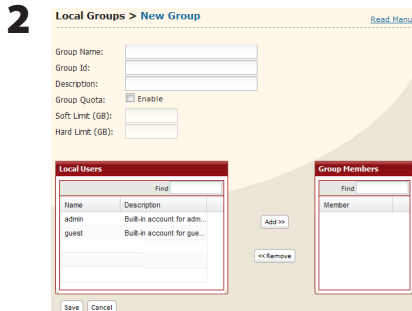 2
Local Groups > New Group
Read Manu
Group Name:
Group Id:
Description:
Group Quota: Enable
Soft Limit (GB):
Hard Limit (GB):
Local Users
Find
Name Description
admin Built-in account for adm...
guest Built-in account for gue...
Add >>
<< Remove
Group Members
Find
Member
Save Cancel